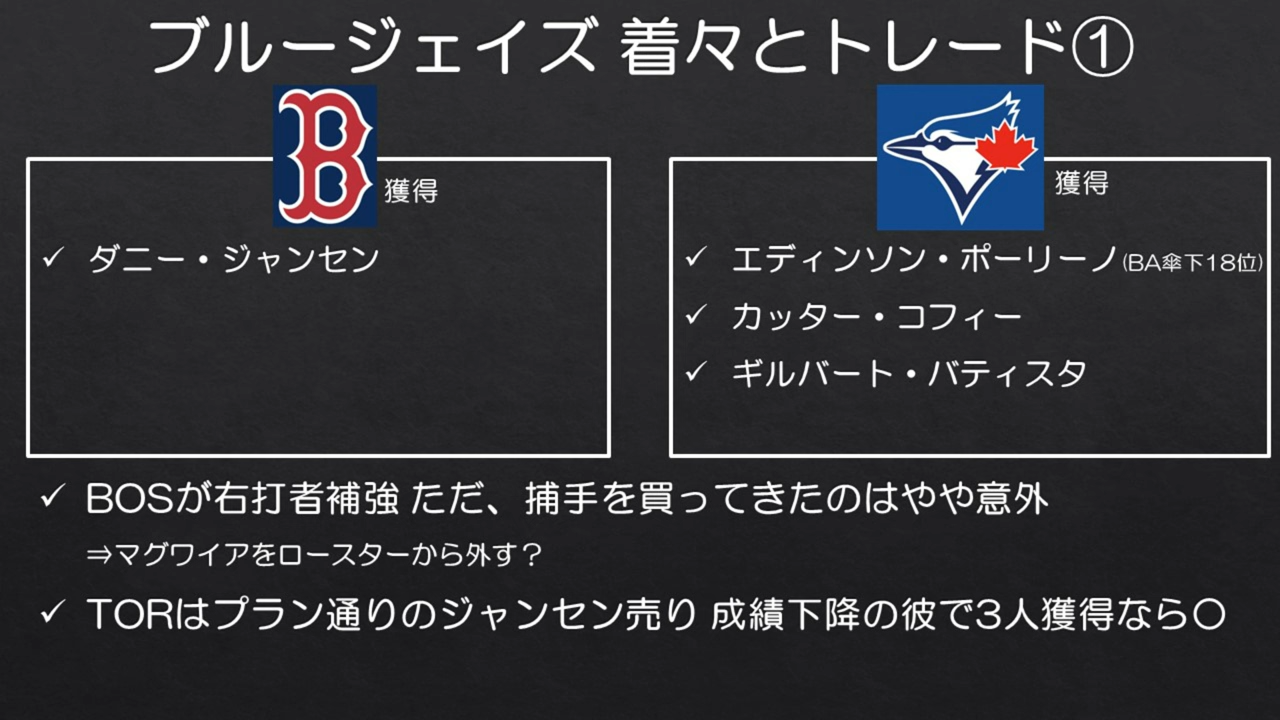 ブルージェイズ 着々とトレード①
B
獲得
獲得
✓ ダニー・ジャンセン
✓ エディンソン・ポーリーノ(BA傘下18位)
✓ カッター・コフィー
✓ ギルバート・バティスタ
✓ BOSが右打者補強 ただ、捕手を買ってきたのはやや意外
⇒マグワイアをロースターから外す？
✓ TORはプラン通りのジャンセン売り 成績下降の彼で3人獲得なら〇